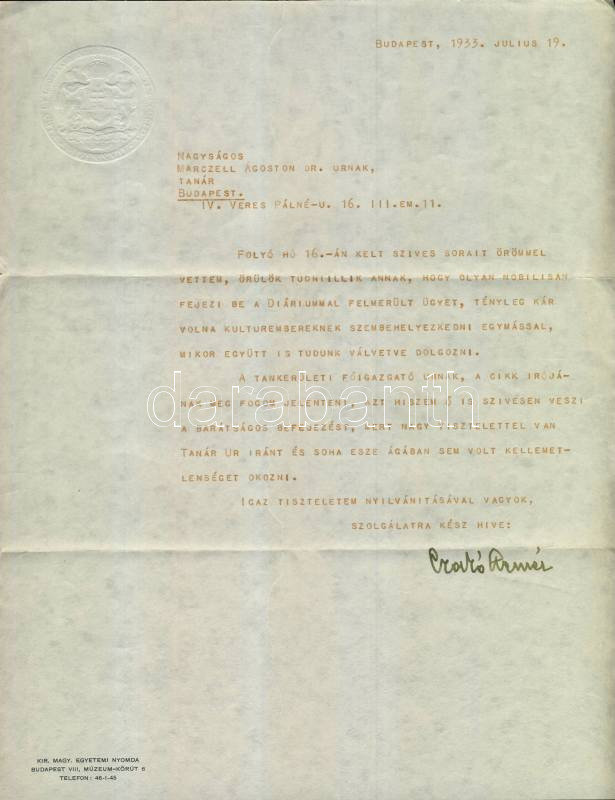 BUDAPEST, 1933. JULIUS 19.
NAGYSÁGOS
MARCZELL ÁGOSTON DR. URNAK,
TANÁR
BUDAPEST.
IV. VERES PÁLNÉ-U. 16. III.EM.11.
FOLYÓ HÓ 16.-ÁN KELT SZIVES SORAIT ÖRÖMMEL
VETTEM, ÖRÜLÖK TUDNIILLIK ANNAK, HOGY OLYAN NOBILISAN
FEJEZI BE A DIÁRIUMMAL FELMERÜLT ÜGYET, TÉNYLEG KÁR
VOLNA KULTUREMBEREKNEK SZEMBEHELYEZKEDNI EGYMÁSSAL,
MIKOR EGYÜTT IS TUDUNK VÁLVETVE DOLGOZNI.
A TANKERÜLETI FŐIGAZGATÓ URNAK, A CIKK IRÓJÁ-
NAK MEG FOGOM JELENTENI, AZT HISZEM Ő IS SZIVESEN VESZI
A BARÁTSÁGOS BEFEJEZÉST, MERT NAGY TISZTELETTEL VAN
TANÁR UR IRÁNT ÉS SOHA ESZE ÁGÁBAN SEM VOLT KELLEMET-
LENSÉGET OKOZNI.
IGAZ TISZTELETEM NYILVÁNITÁSÁVAL VAGYOK,
SZOLGÁLATRA KÉSZ HIVE:
Czakó Elemér
KIR. MAGY. EGYETEMI NYOMDA
BUDAPEST VIII, MÚZEUM-KÖRÚT 6
TELEFON: 46-1-45
darabanth